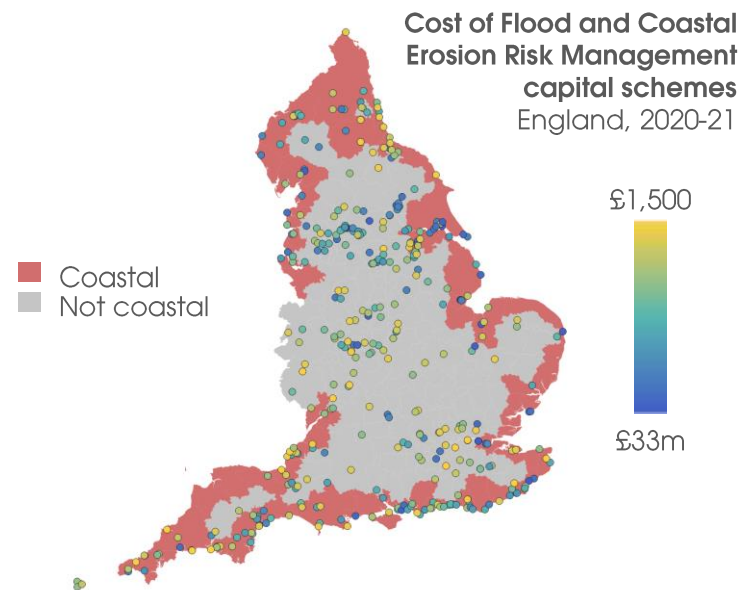 Cost of Flood and Coastal
Erosion Risk Management
capital schemes
England, 2020-21
£1,500
Coastal
Not coastal
£33m